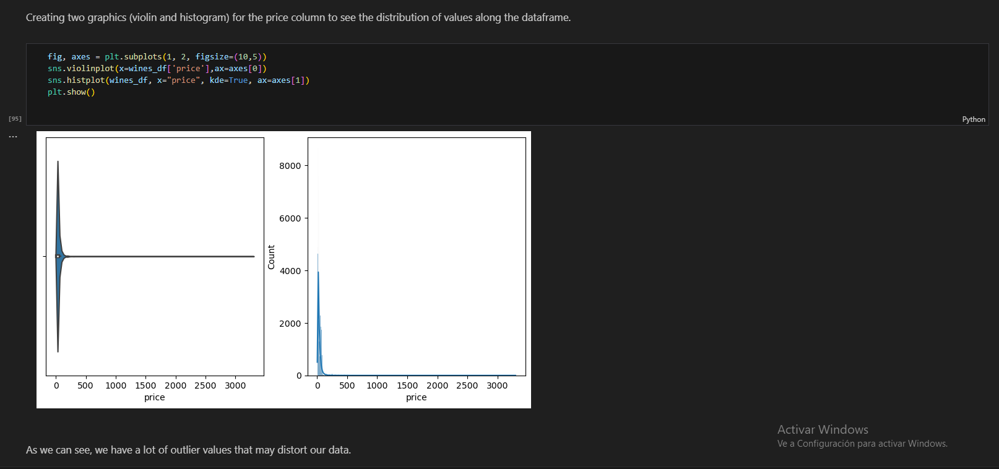 Creating two graphics (violin and histogram) for the price column to see the distribution of values along the dataframe.
fig, axes = plt.subplots(1, 2, figsize=(10,5))
sns.violinplot(x=wines_df['price'],ax=axes[0])
sns.histplot(wines_df, x="price", kde=True, ax=axes[1])
plt.show()
[95]
Python
...
0 500 1000 1500 2000 2500 3000
price
Count
8000
6000
4000
2000
0
0 500 1000 1500 2000 2500 3000
price
Activar Windows
Ve a Configuración para activar Windows.
As we can see, we have a lot of outlier values that may distort our data.